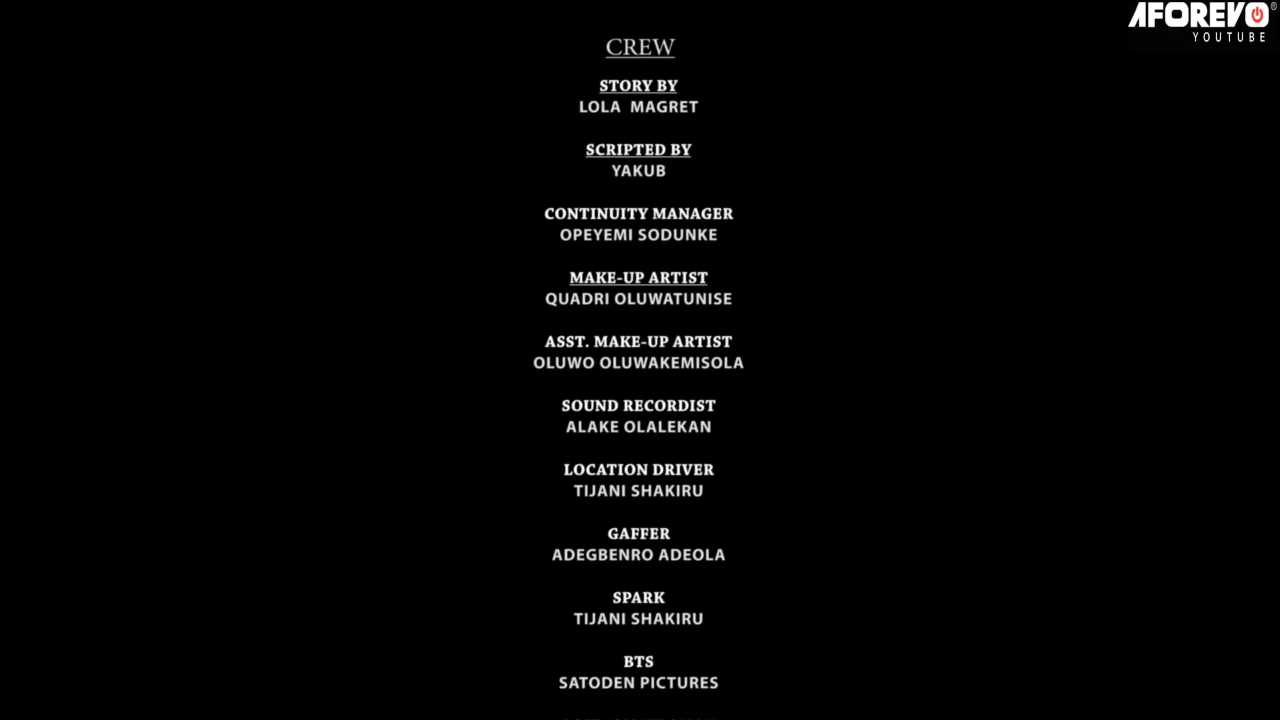 AFOREVO®
YOUTUBE
CREW
STORY BY
LOLA MAGRET
SCRIPTED BY
YAKUB
CONTINUITY MANAGER
OPEYEMI SODUNKE
MAKE-UP ARTIST
QUADRI OLUWATUNISE
ASST. MAKE-UP ARTIST
OLUWO OLUWAKEMISOLA
SOUND RECORDIST
ALAKE OLALEKAN
LOCATION DRIVER
TIJANI SHAKIRU
GAFFER
ADEGBENRO ADEOLA
SPARK
TIJANI SHAKIRU
BTS
SATODEN PICTURES